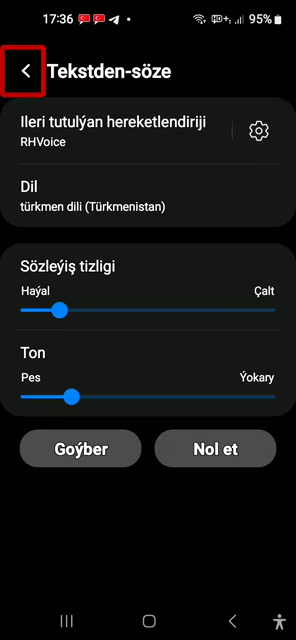 17:36 95%
Tekstden-söze
Ileri tutulýan hereketlendiriji
RHVoice
Dil
türkmen dili (Türkmenistan)
Sözleýiş tizligi
Haýal Çalt
Ton
Pes Ýokary
Goýber Nol et